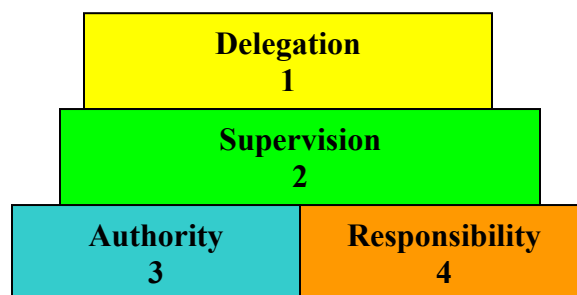 Delegation
1
Supervision
2
Authority
3
Responsibility
4